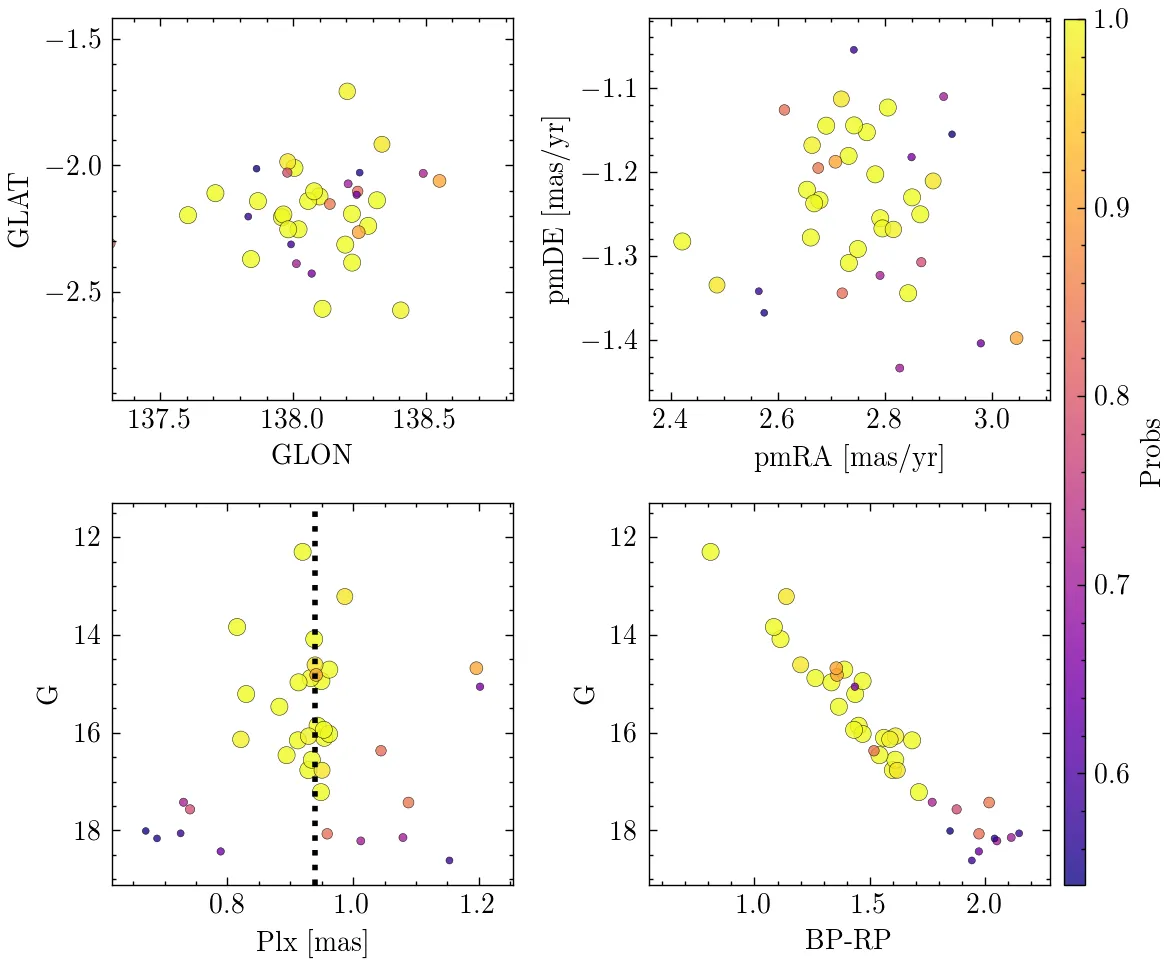 −1.5
−2.0
−2.5
GLAT
137.5 138.0 138.5
GLON
−1.1
−1.2
−1.3
−1.4
pmDE [mas/yr]
2.4 2.6 2.8 3.0
pmRA [mas/yr]
12
14
16
18
G
0.8 1.0 1.2
Plx [mas]
12
14
16
18
G
1.0 1.5 2.0
BP-RP
1.0
0.9
0.8
0.7
0.6
Probs